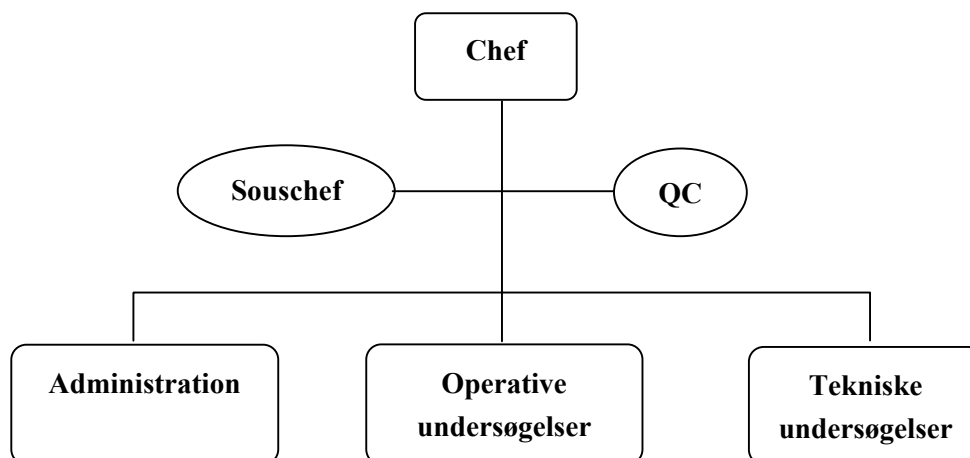 Chef
Souschef
QC
Administration
Operative
undersøgelser
Tekniske
undersøgelser